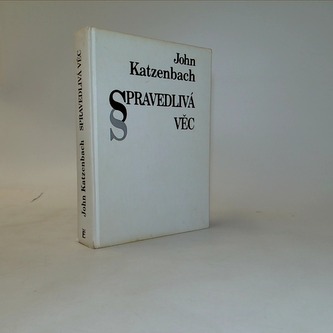 John
Katzenbach
SPRAVEDLIVÁ
VĚC
John Katzenbach SPRAVEDLIVÁ VĚC